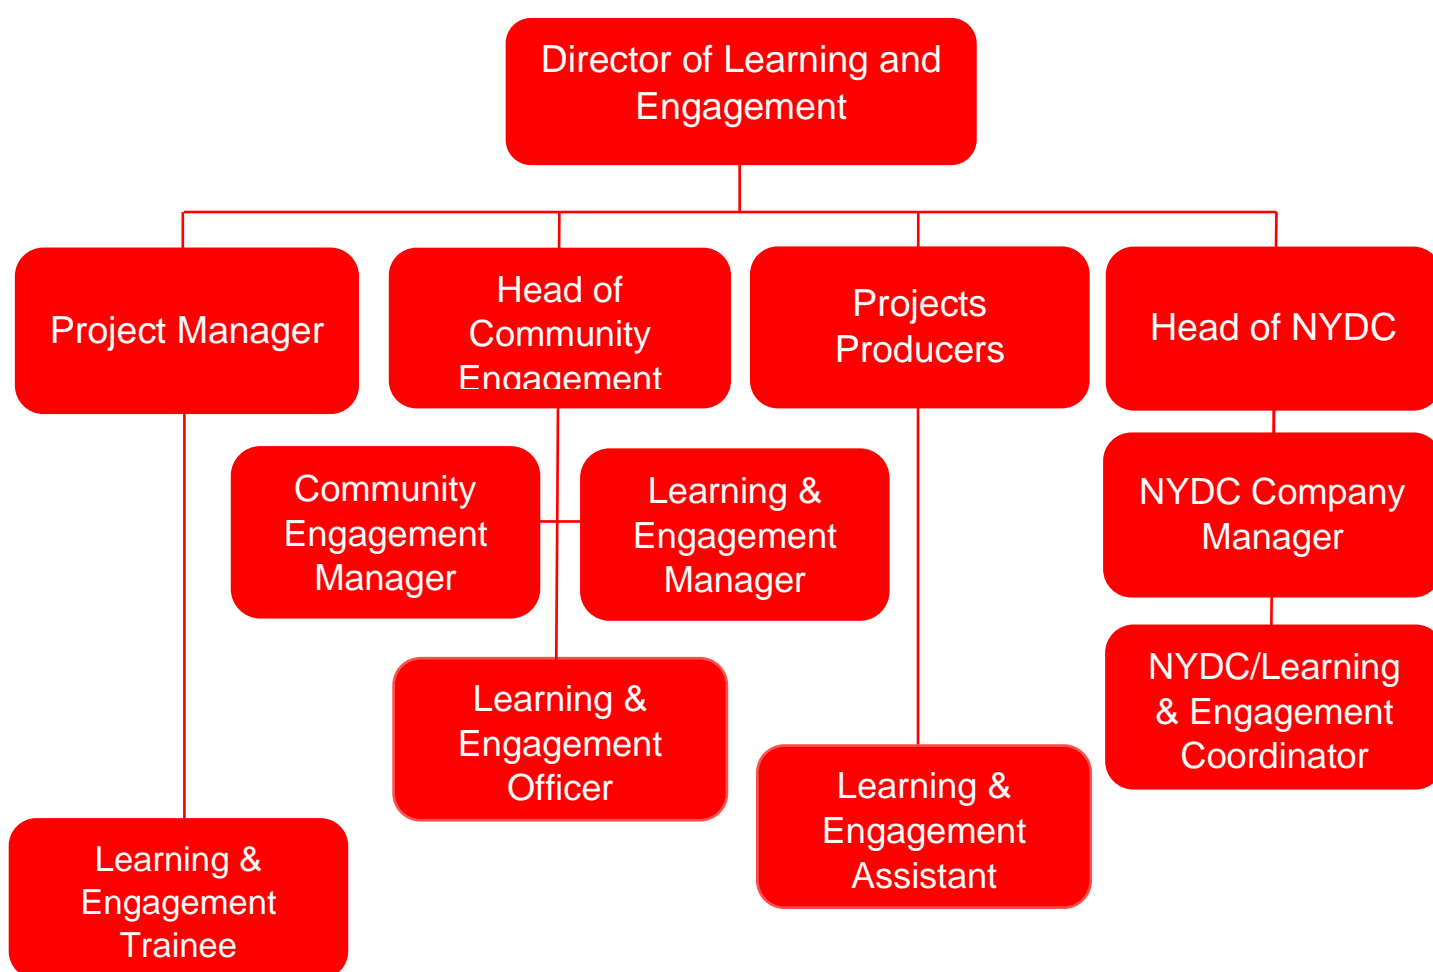 Director of Learning and
Engagement
Project Manager
Head of
Community
Engagement
Projects
Producers
Head of NYDC
Community
Engagement
Manager
Learning &
Engagement
Manager
NYDC Company
Manager
Learning &
Engagement
Officer
NYDC/Learning
& Engagement
Coordinator
Learning &
Engagement
Assistant
Learning &
Engagement
Trainee